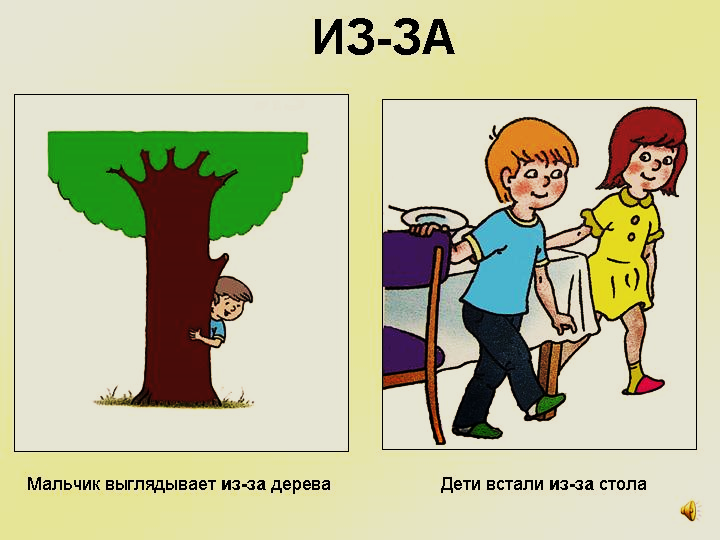 ИЗ-ЗА
Мальчик выглядывает из-за дерева
Дети встали из-за стола